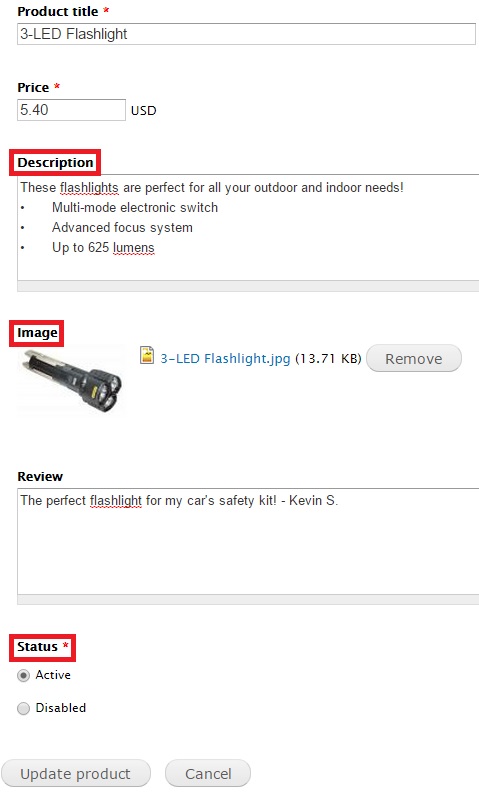 Product title *
3-LED Flashlight
Price *
5.40 USD
Description
These flashlights are perfect for all your outdoor and indoor needs!
• Multi-mode electronic switch
• Advanced focus system
• Up to 625 lumens
Image
3-LED Flashlight.jpg (13.71 KB) Remove
Review
The perfect flashlight for my car's safety kit! - Kevin S.
Status *
Active
Disabled
Update product Cancel